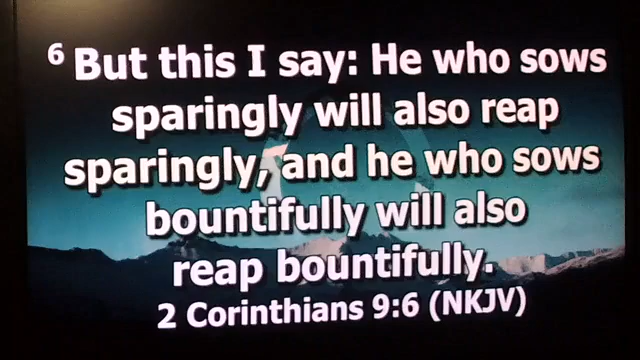 6 But this I say: He who sows
sparingly will also reap
sparingly, and he who sows
bountifully will also
reap bountifully.
2 Corinthians 9:6 (NKJV)